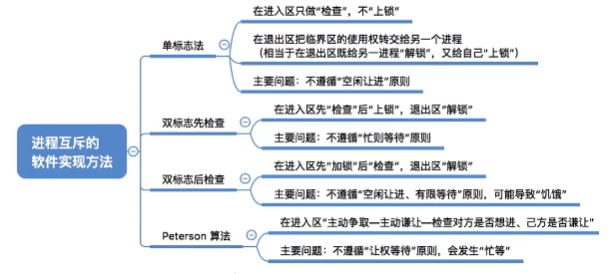 进程互斥的
软件实现方法
单标志法
在进入区只做“检查”，不“上锁”
在退出区把临界区的使用权转交给另一个进程
（相当于在退出区既给另一进程“解锁”，又给自己“上锁”）
主要问题：不遵循“空闲让进”原则
双标志先检查
在进入区先“检查”后“上锁”，退出区“解锁”
主要问题：不遵循“忙则等待”原则
双标志后检查
在进入区先“加锁”后“检查”，退出区“解锁”
主要问题：不遵循“空闲让进、有限等待”原则，可能导致“饥饿”
Peterson 算法
在进入区“主动争取—主动谦让—检查对方是否想进、己方是否谦让”
主要问题：不遵循“让权等待”原则，会发生“忙等”